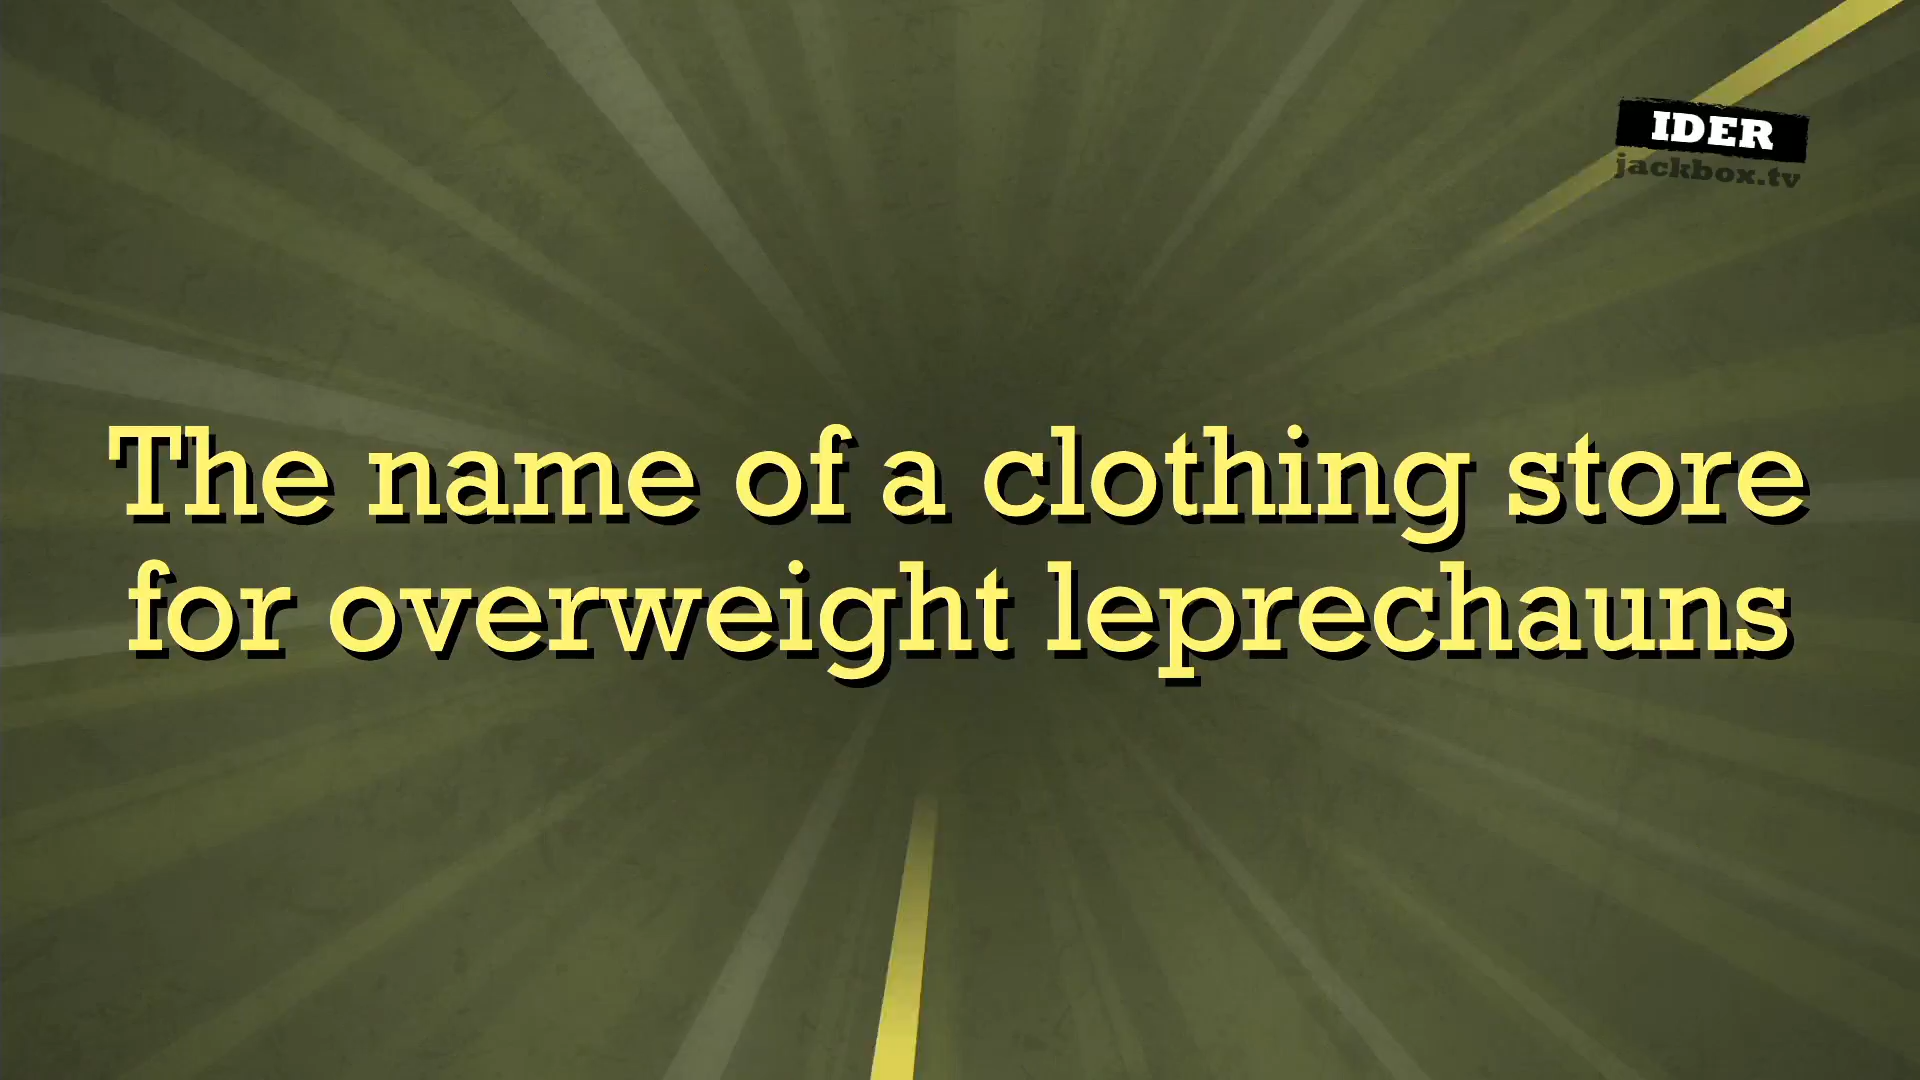 IDER
jackbox.tv
The name of a clothing store
for overweight leprechauns